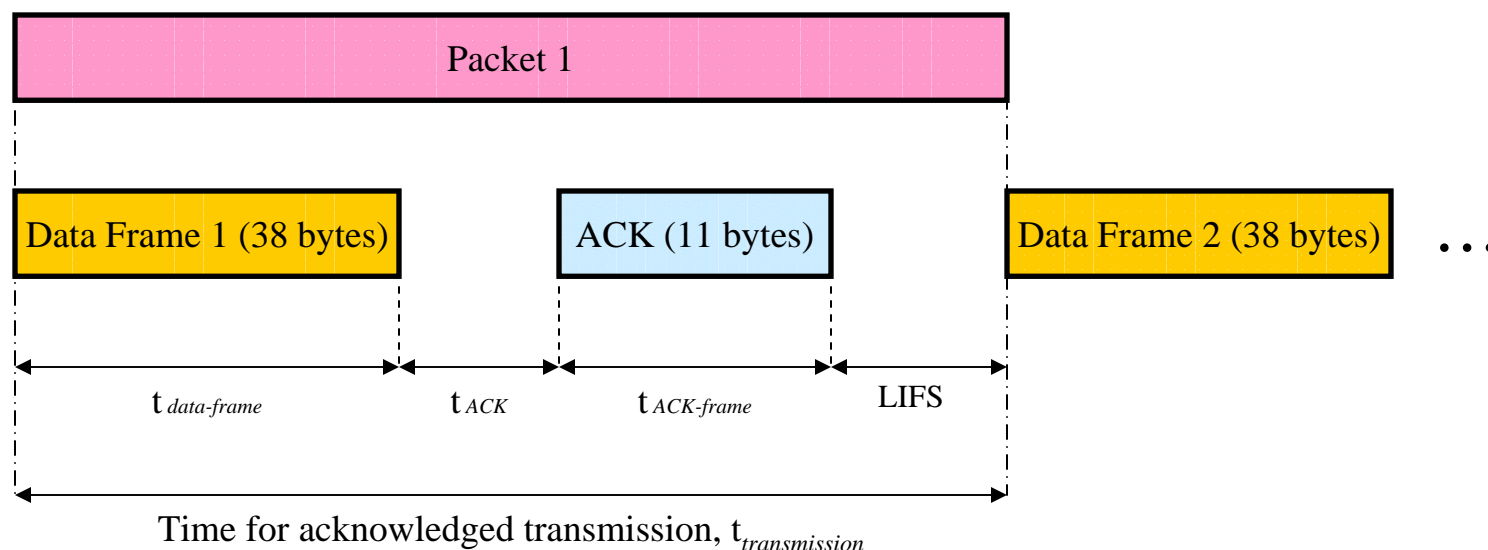 Packet 1
Data Frame 1 (38 bytes)
ACK (11 bytes)
Data Frame 2 (38 bytes)
...
t data-frame
t ACK
t ACK-frame
LIFS
Time for acknowledged transmission, t transmission